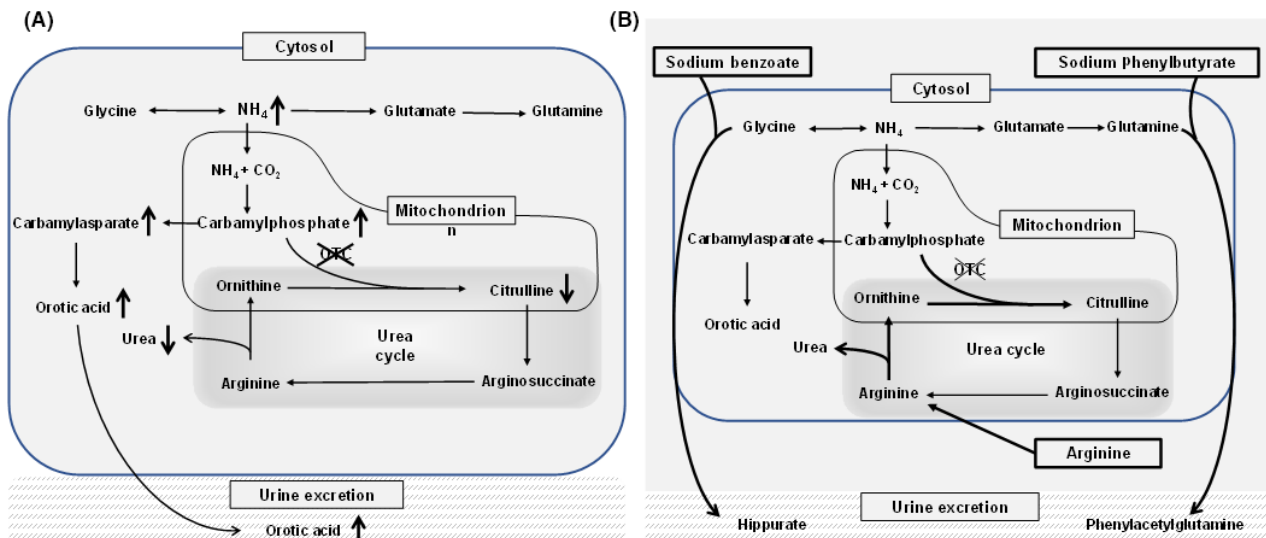 (A)
Cytosol
Glycine
NH4
Glutamate
Glutamine
NH4 + CO2
Carbamylasparate
Carbamylphosphate
Mitochondrion
n
OTC
Ornithine
Citrulline
Orotic acid
Urea
Urea
cycle
Arginine
Arginosuccinate
Urine excretion
Orotic acid
(B)
Sodium benzoate
Sodium Phenylbutyrate
Cytosol
Glycine
NH4
Glutamate
Glutamine
NH4 + CO2
Mitochondrion
Carbamylasparate
Carbamylphosphate
OTC
Ornithine
Citrulline
Orotic acid
Urea
Urea cycle
Arginine
Arginosuccinate
Arginine
Urine excretion
Hippurate
Phenylacetylglutamine